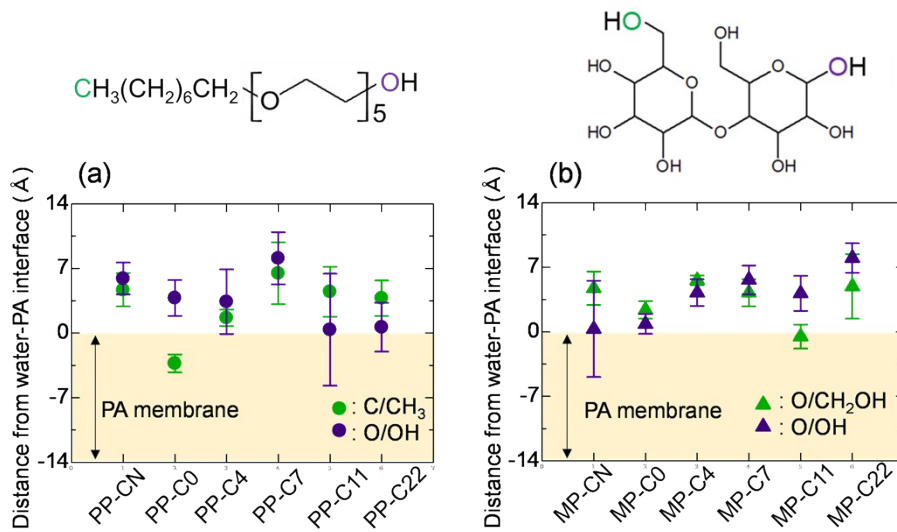 CH₃(CH₂)₆CH₂
O
OH
5
HO
OH
O
OH
HO
O
O
HO
OH
HO
O
OH
OH
OH
(a)
Distance from water-PA interface (Å)
14
7
0
-7
-14
PA membrane
: C/CH₃
: O/OH
PP-CN
PP-C0
PP-C4
PP-C7
PP-C11
PP-C22
(b)
Distance from water-PA interface (Å)
14
7
0
-7
-14
PA membrane
: O/CH₂OH
: O/OH
MP-CN
MP-C0
MP-C4
MP-C7
MP-C11
MP-C22